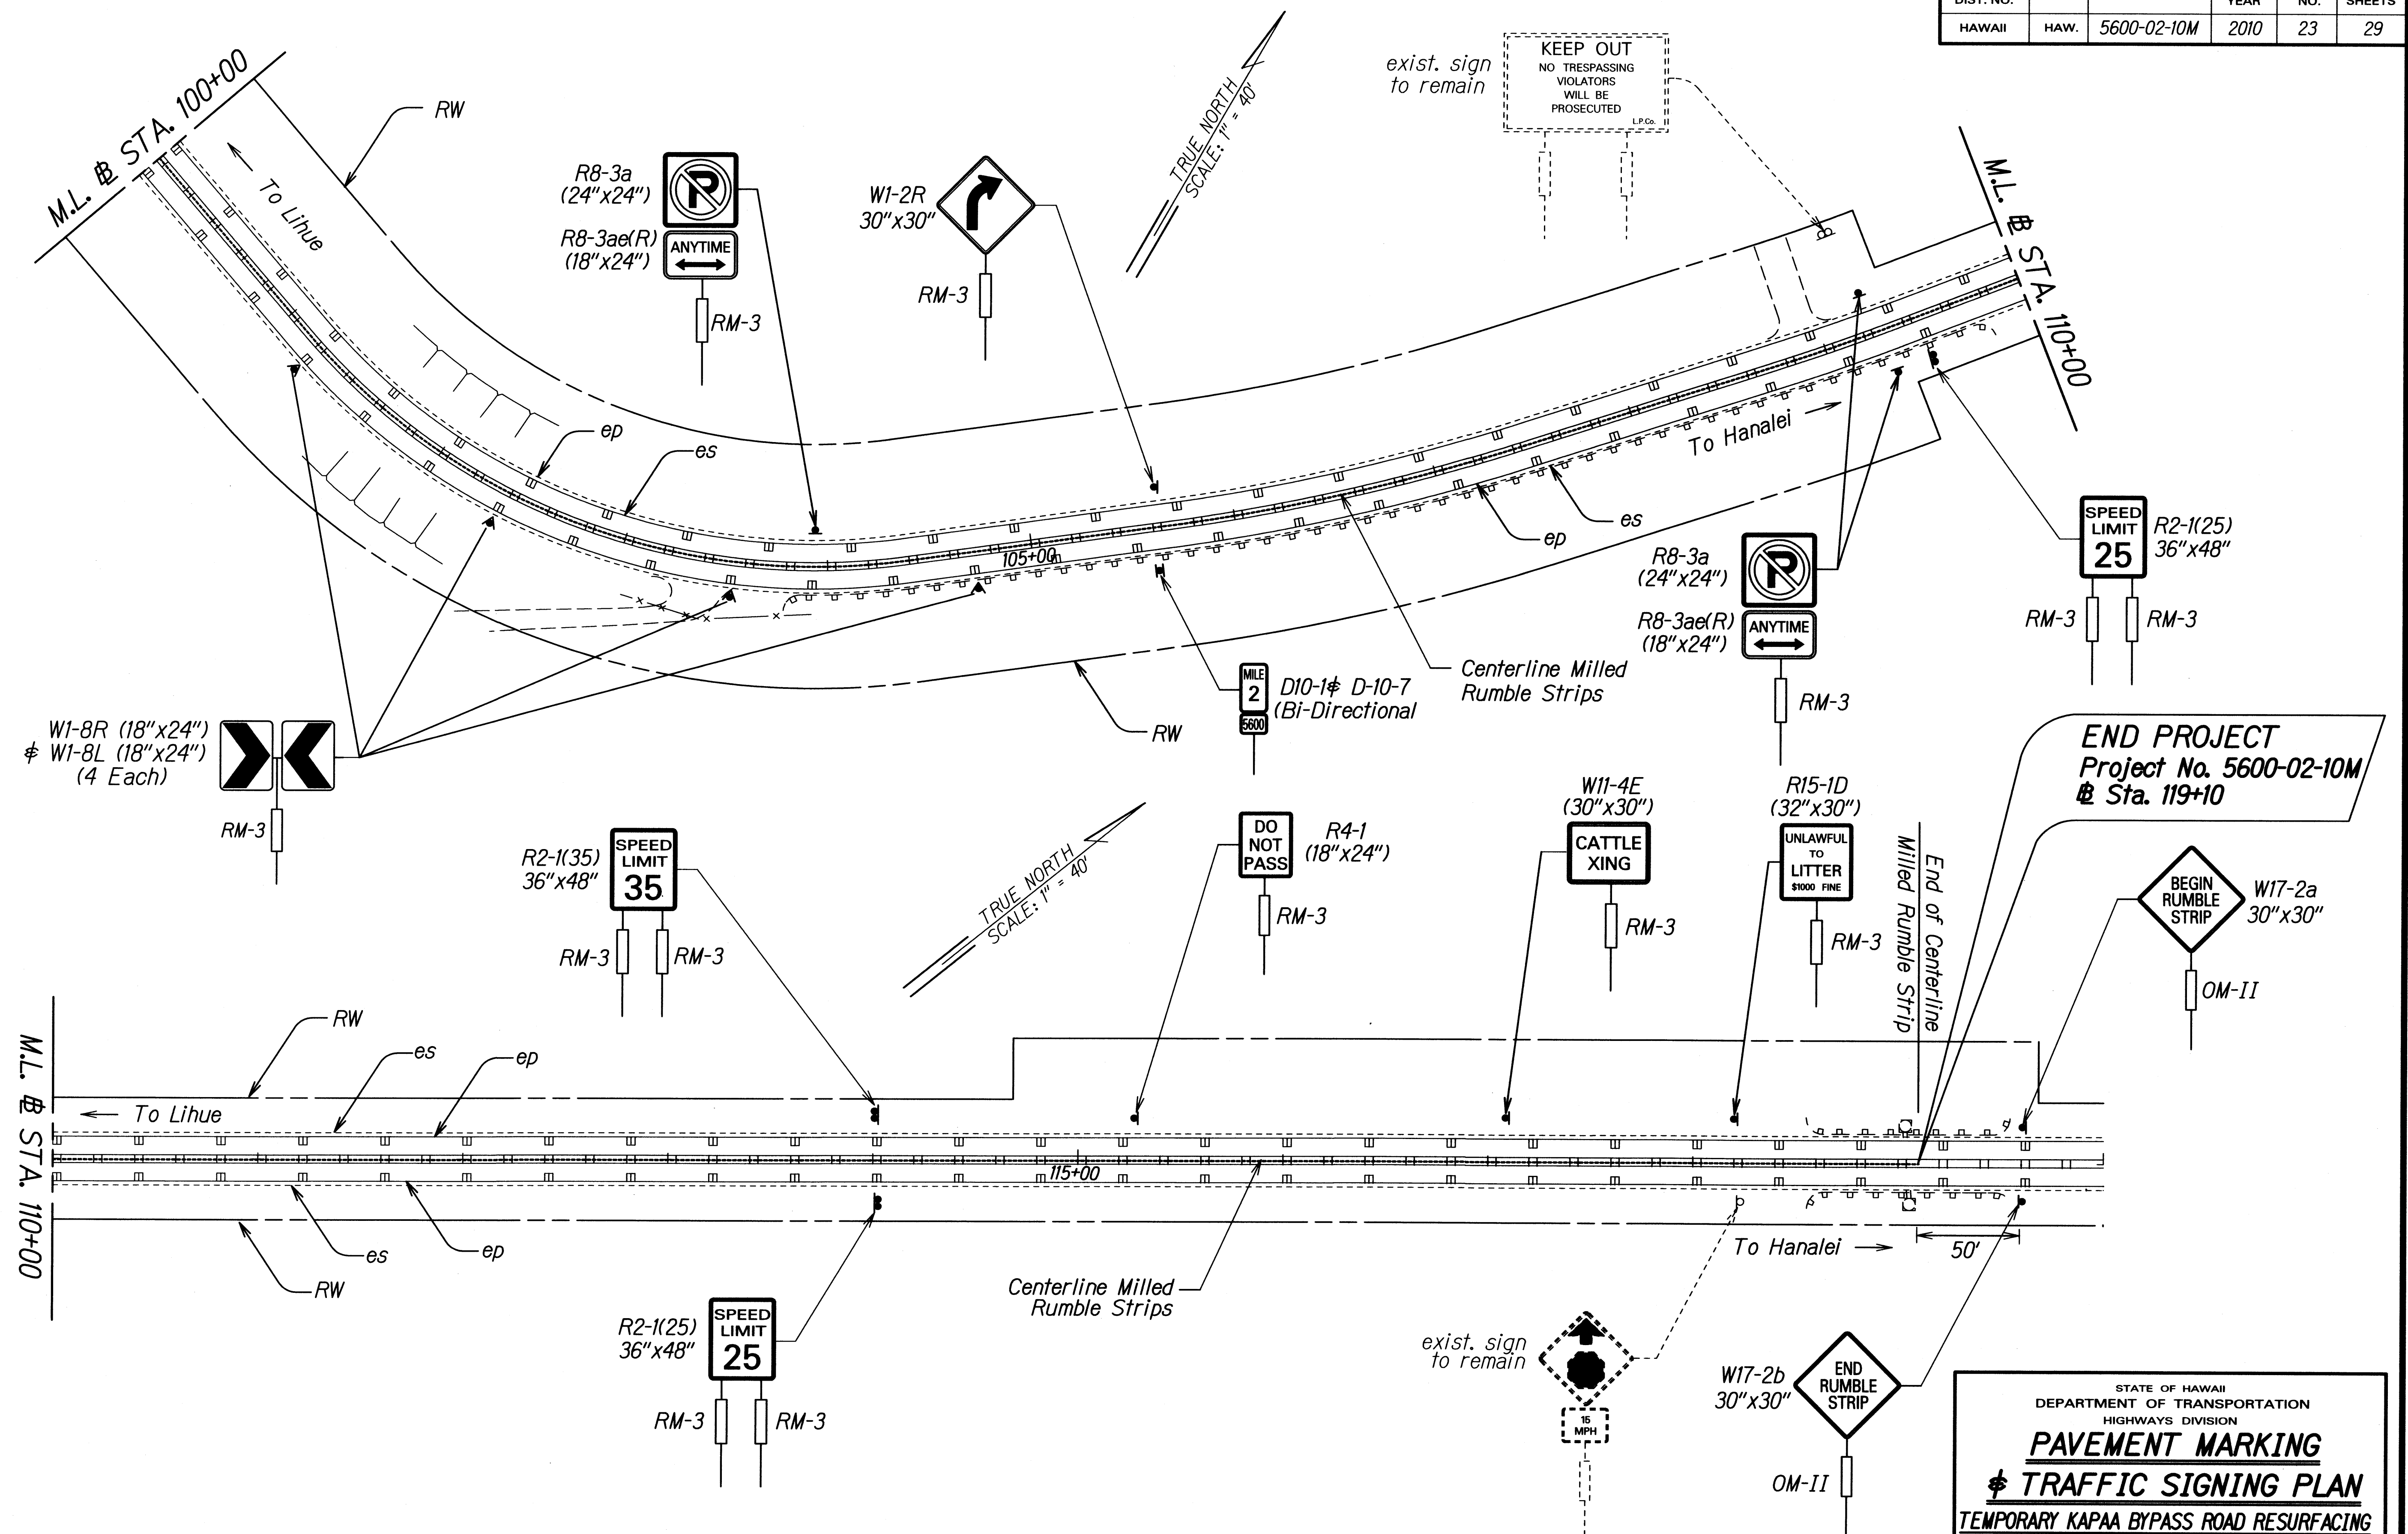 DIST. NO. YEAR NO. SHEETS
HAWAII HAW. 5600-02-10M 2010 23 29
M.L. BL STA. 100+00
To Lihue
RW
R8-3a
(24"x24")
R8-3ae(R)
(18"x24")
P
ANYTIME
RM-3
W1-2R
30"x30"
RM-3
TRUE NORTH
SCALE: 1" = 40'
exist. sign
to remain
KEEP OUT
NO TRESPASSING
VIOLATORS
WILL BE
PROSECUTED
L.P.Co.
M.L. BL STA. 110+00
ep
es
105+00
To Hanalei
es
ep
R8-3a
(24"x24")
R8-3ae(R)
(18"x24")
P
ANYTIME
RM-3
SPEED
LIMIT
25
R2-1(25)
36"x48"
RM-3 RM-3
Centerline Milled
Rumble Strips
MILE
2
5600
D10-1 & D-10-7
(Bi-Directional
RW
W1-8R (18"x24")
& W1-8L (18"x24")
(4 Each)
RM-3
END PROJECT
Project No. 5600-02-10M
BL Sta. 119+10
R2-1(35)
36"x48"
SPEED
LIMIT
35
RM-3 RM-3
TRUE NORTH
SCALE: 1" = 40'
DO
NOT
PASS
R4-1
(18"x24")
RM-3
W11-4E
(30"x30")
CATTLE
XING
RM-3
R15-1D
(32"x30")
UNLAWFUL
TO
LITTER
$1000 FINE
RM-3
End of Centerline
Milled Rumble Strip
BEGIN
RUMBLE
STRIP
W17-2a
30"x30"
OM-II
M.L. BL STA. 110+00
RW
es
ep
To Lihue
115+00
es
ep
RW
To Hanalei
50'
Centerline Milled
Rumble Strips
R2-1(25)
36"x48"
SPEED
LIMIT
25
RM-3 RM-3
exist. sign
to remain
15
MPH
W17-2b
30"x30"
END
RUMBLE
STRIP
OM-II
STATE OF HAWAII
DEPARTMENT OF TRANSPORTATION
HIGHWAYS DIVISION
PAVEMENT MARKING
& TRAFFIC SIGNING PLAN
TEMPORARY KAPAA BYPASS ROAD RESURFACING